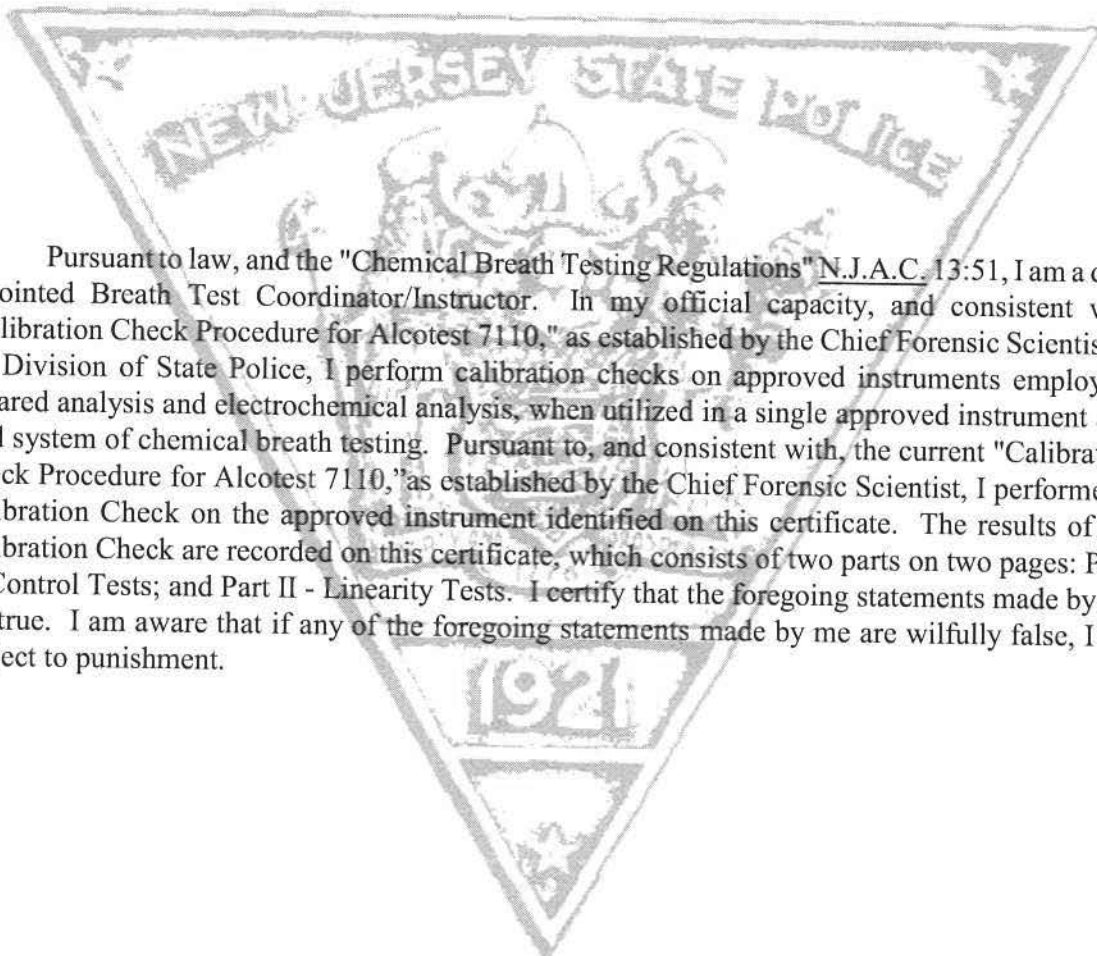 NEW JERSEY STATE POLICE
Pursuant to law, and the "Chemical Breath Testing Regulations" N.J.A.C. 13:51, I am a d
ointed Breath Test Coordinator/Instructor. In my official capacity, and consistent w
libration Check Procedure for Alcotest 7110," as established by the Chief Forensic Scientis
Division of State Police, I perform calibration checks on approved instruments employ
ared analysis and electrochemical analysis, when utilized in a single approved instrument
l system of chemical breath testing. Pursuant to, and consistent with, the current "Calibrat
ck Procedure for Alcotest 7110," as established by the Chief Forensic Scientist, I performe
ibration Check on the approved instrument identified on this certificate. The results of
ibration Check are recorded on this certificate, which consists of two parts on two pages: P
Control Tests; and Part II - Linearity Tests. I certify that the foregoing statements made by
true. I am aware that if any of the foregoing statements made by me are wilfully false, I
ect to punishment.
1921